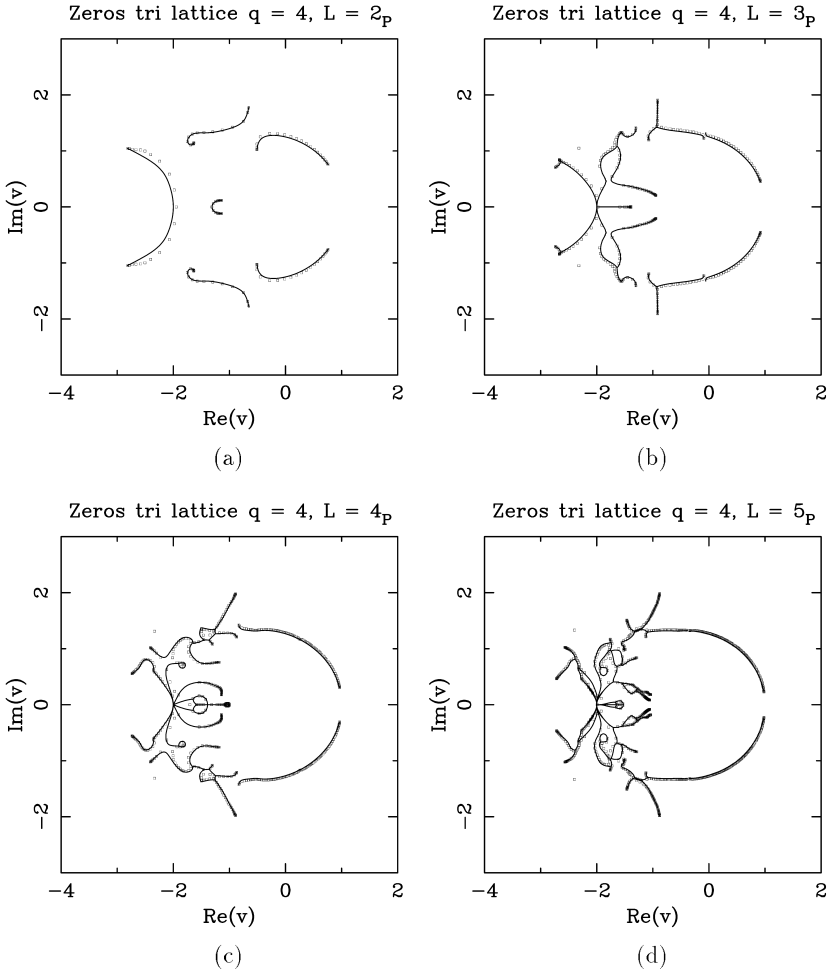 Zeros tri lattice q = 4, L = 2P
Zeros tri lattice q = 4, L = 3P
Im(v)
2
0
−2
−4
−2
0
2
Re(v)
(a)
Im(v)
2
0
−2
−4
−2
0
2
Re(v)
(b)
Zeros tri lattice q = 4, L = 4P
Zeros tri lattice q = 4, L = 5P
Im(v)
2
0
−2
−4
−2
0
2
Re(v)
(c)
Im(v)
2
0
−2
−4
−2
0
2
Re(v)
(d)